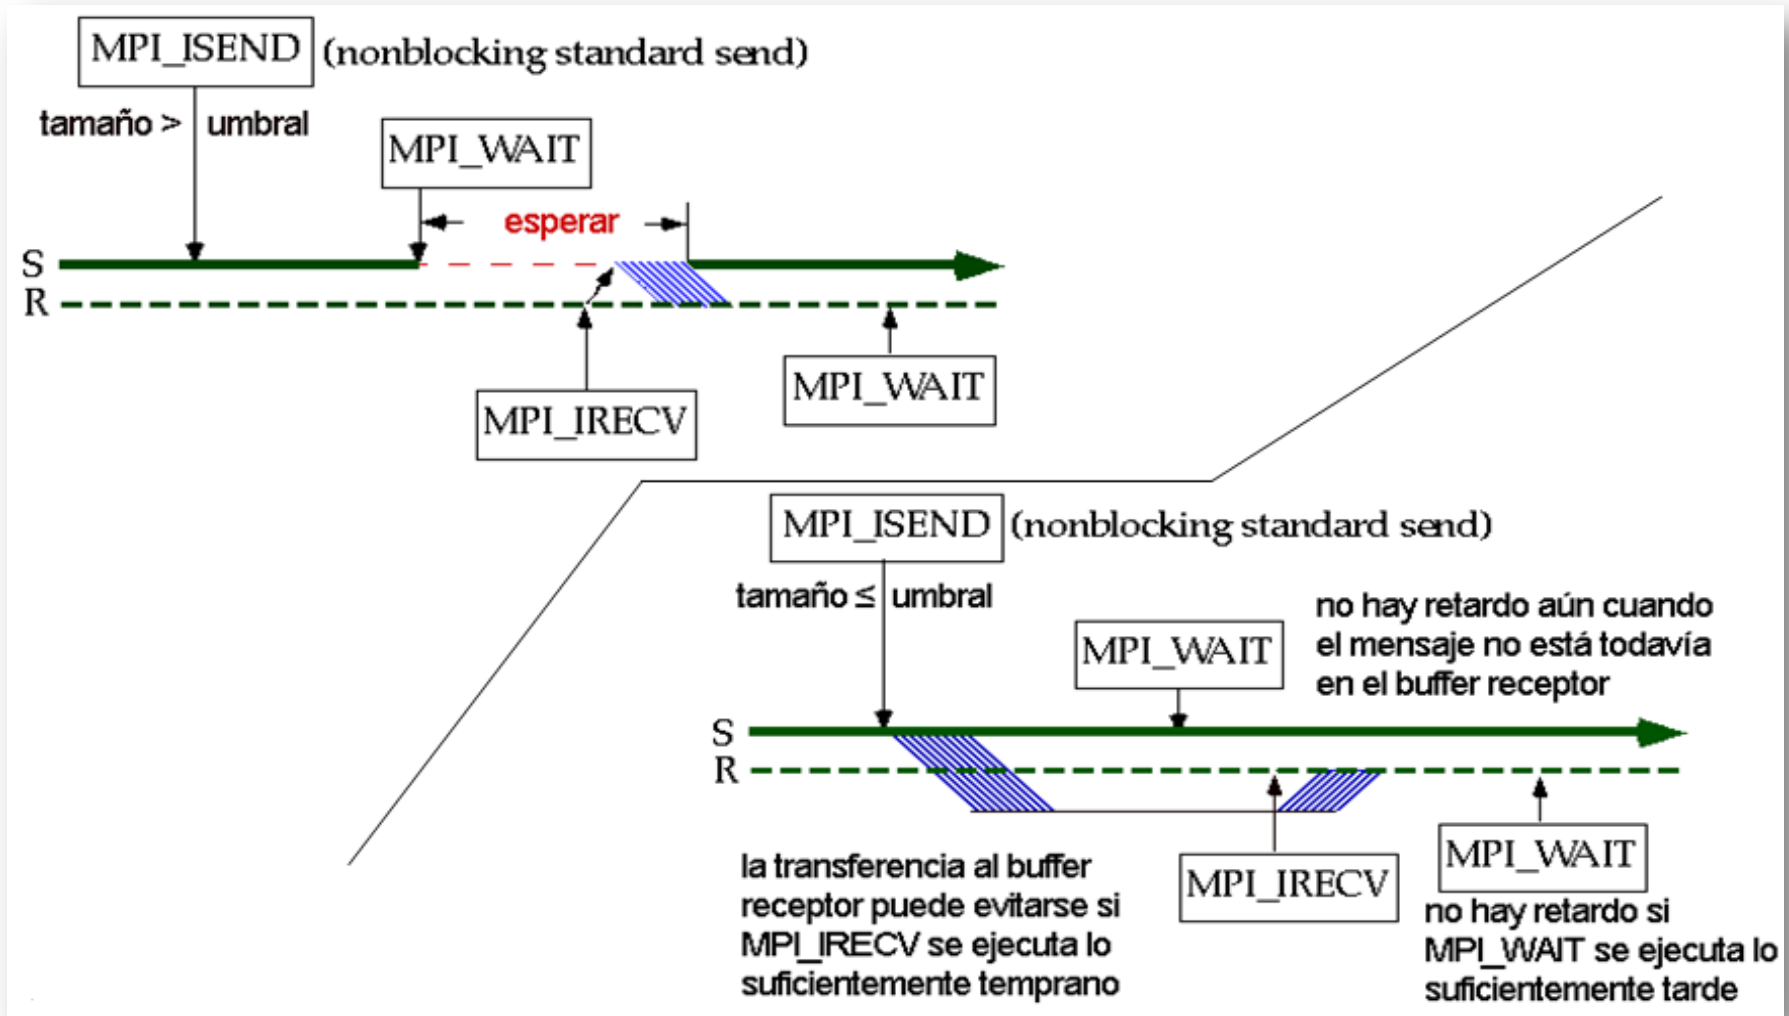 MPI_ISEND (nonblocking standard send)
tamaño > umbral
MPI_WAIT
esperar
S
R
MPI_WAIT
MPI_IRECV
MPI_ISEND (nonblocking standard send)
tamaño ≤ umbral
no hay retardo aún cuando
el mensaje no está todavía
en el buffer receptor
MPI_WAIT
S
R
la transferencia al buffer
receptor puede evitarse si
MPI_IRECV se ejecuta lo
suficientemente temprano
MPI_IRECV
MPI_WAIT
no hay retardo si
MPI_WAIT se ejecuta lo
suficientemente tarde